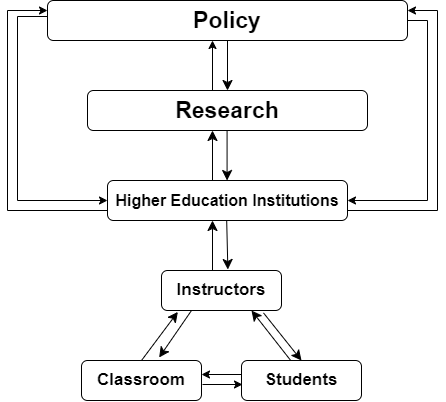 Policy
Research
Higher Education Institutions
Instructors
Classroom
Students